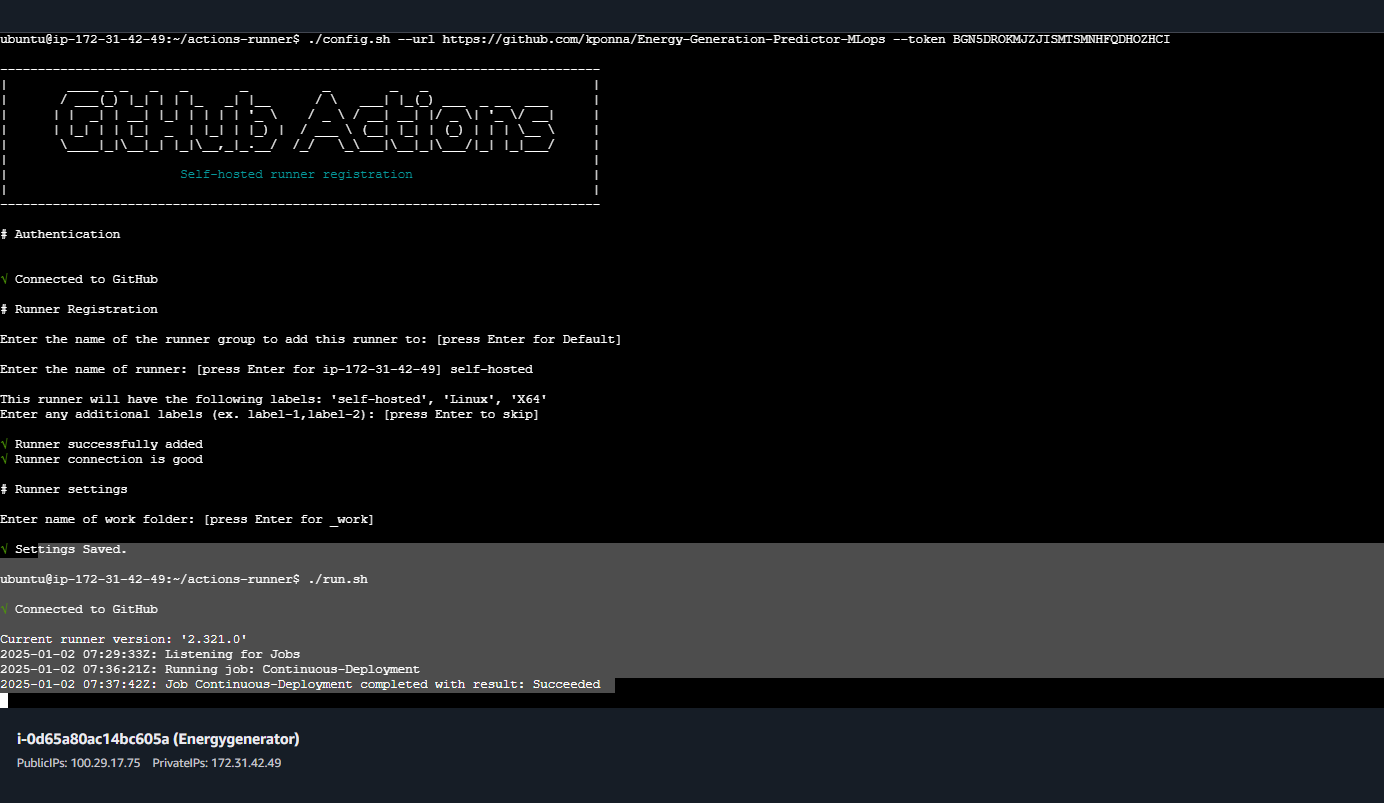 ubuntu@ip-172-31-42-49:~/actions-runner$ ./config.sh --url https://github.com/kponna/Energy-Generation-Predictor-MLops --token BGN5DROKMJZJISMTSMNHFQDHOZHCI
GitHub Actions
Self-hosted runner registration
# Authentication
√ Connected to GitHub
# Runner Registration
Enter the name of the runner group to add this runner to: [press Enter for Default]
Enter the name of runner: [press Enter for ip-172-31-42-49] self-hosted
This runner will have the following labels: 'self-hosted', 'Linux', 'X64'
Enter any additional labels (ex. label-1,label-2): [press Enter to skip]
√ Runner successfully added
√ Runner connection is good
# Runner settings
Enter name of work folder: [press Enter for _work]
√ Settings Saved.
ubuntu@ip-172-31-42-49:~/actions-runner$ ./run.sh
√ Connected to GitHub
Current runner version: '2.321.0'
2025-01-02 07:29:33Z: Listening for Jobs
2025-01-02 07:36:21Z: Running job: Continuous-Deployment
2025-01-02 07:37:42Z: Job Continuous-Deployment completed with result: Succeeded
i-0d65a80ac14bc605a (Energygenerator)
PublicIPs: 100.29.17.75 PrivateIPs: 172.31.42.49